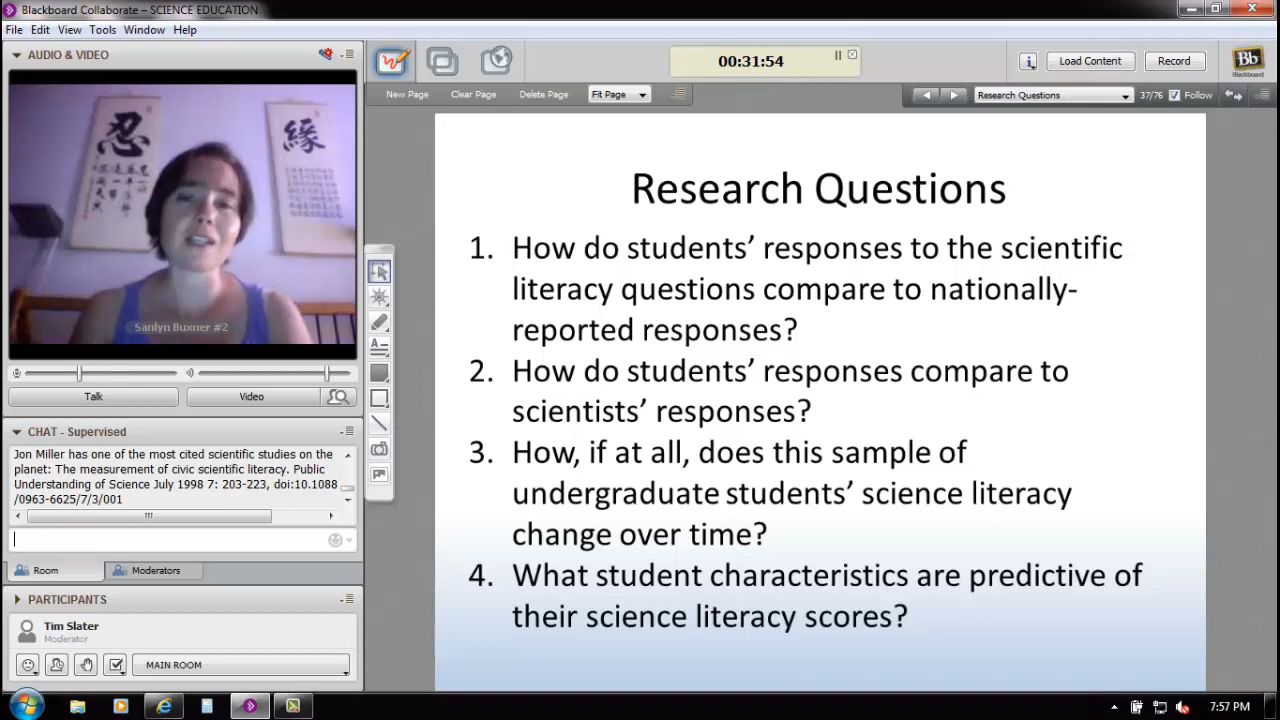 Blackboard Collaborate - SCIENCE EDUCATION
File Edit View Tools Window Help
AUDIO & VIDEO
忍
緣
Sanlyn Buxner #2
Talk
Video
CHAT - Supervised
Jon Miller has one of the most cited scientific studies on the
planet: The measurement of civic scientific literacy. Public
Understanding of Science July 1998 7: 203-223, doi:10.1088
/0963-6625/7/3/001
Room
Moderators
PARTICIPANTS
Tim Slater
Moderator
MAIN ROOM
00:31:54
Load Content
Record
Bb
Blackboard
New Page
Clear Page
Delete Page
Fit Page
Research Questions
37/76
Follow
Research Questions
1. How do students’ responses to the scientific
literacy questions compare to nationally-
reported responses?
2. How do students’ responses compare to
scientists’ responses?
3. How, if at all, does this sample of
undergraduate students’ science literacy
change over time?
4. What student characteristics are predictive of
their science literacy scores?
7:57 PM